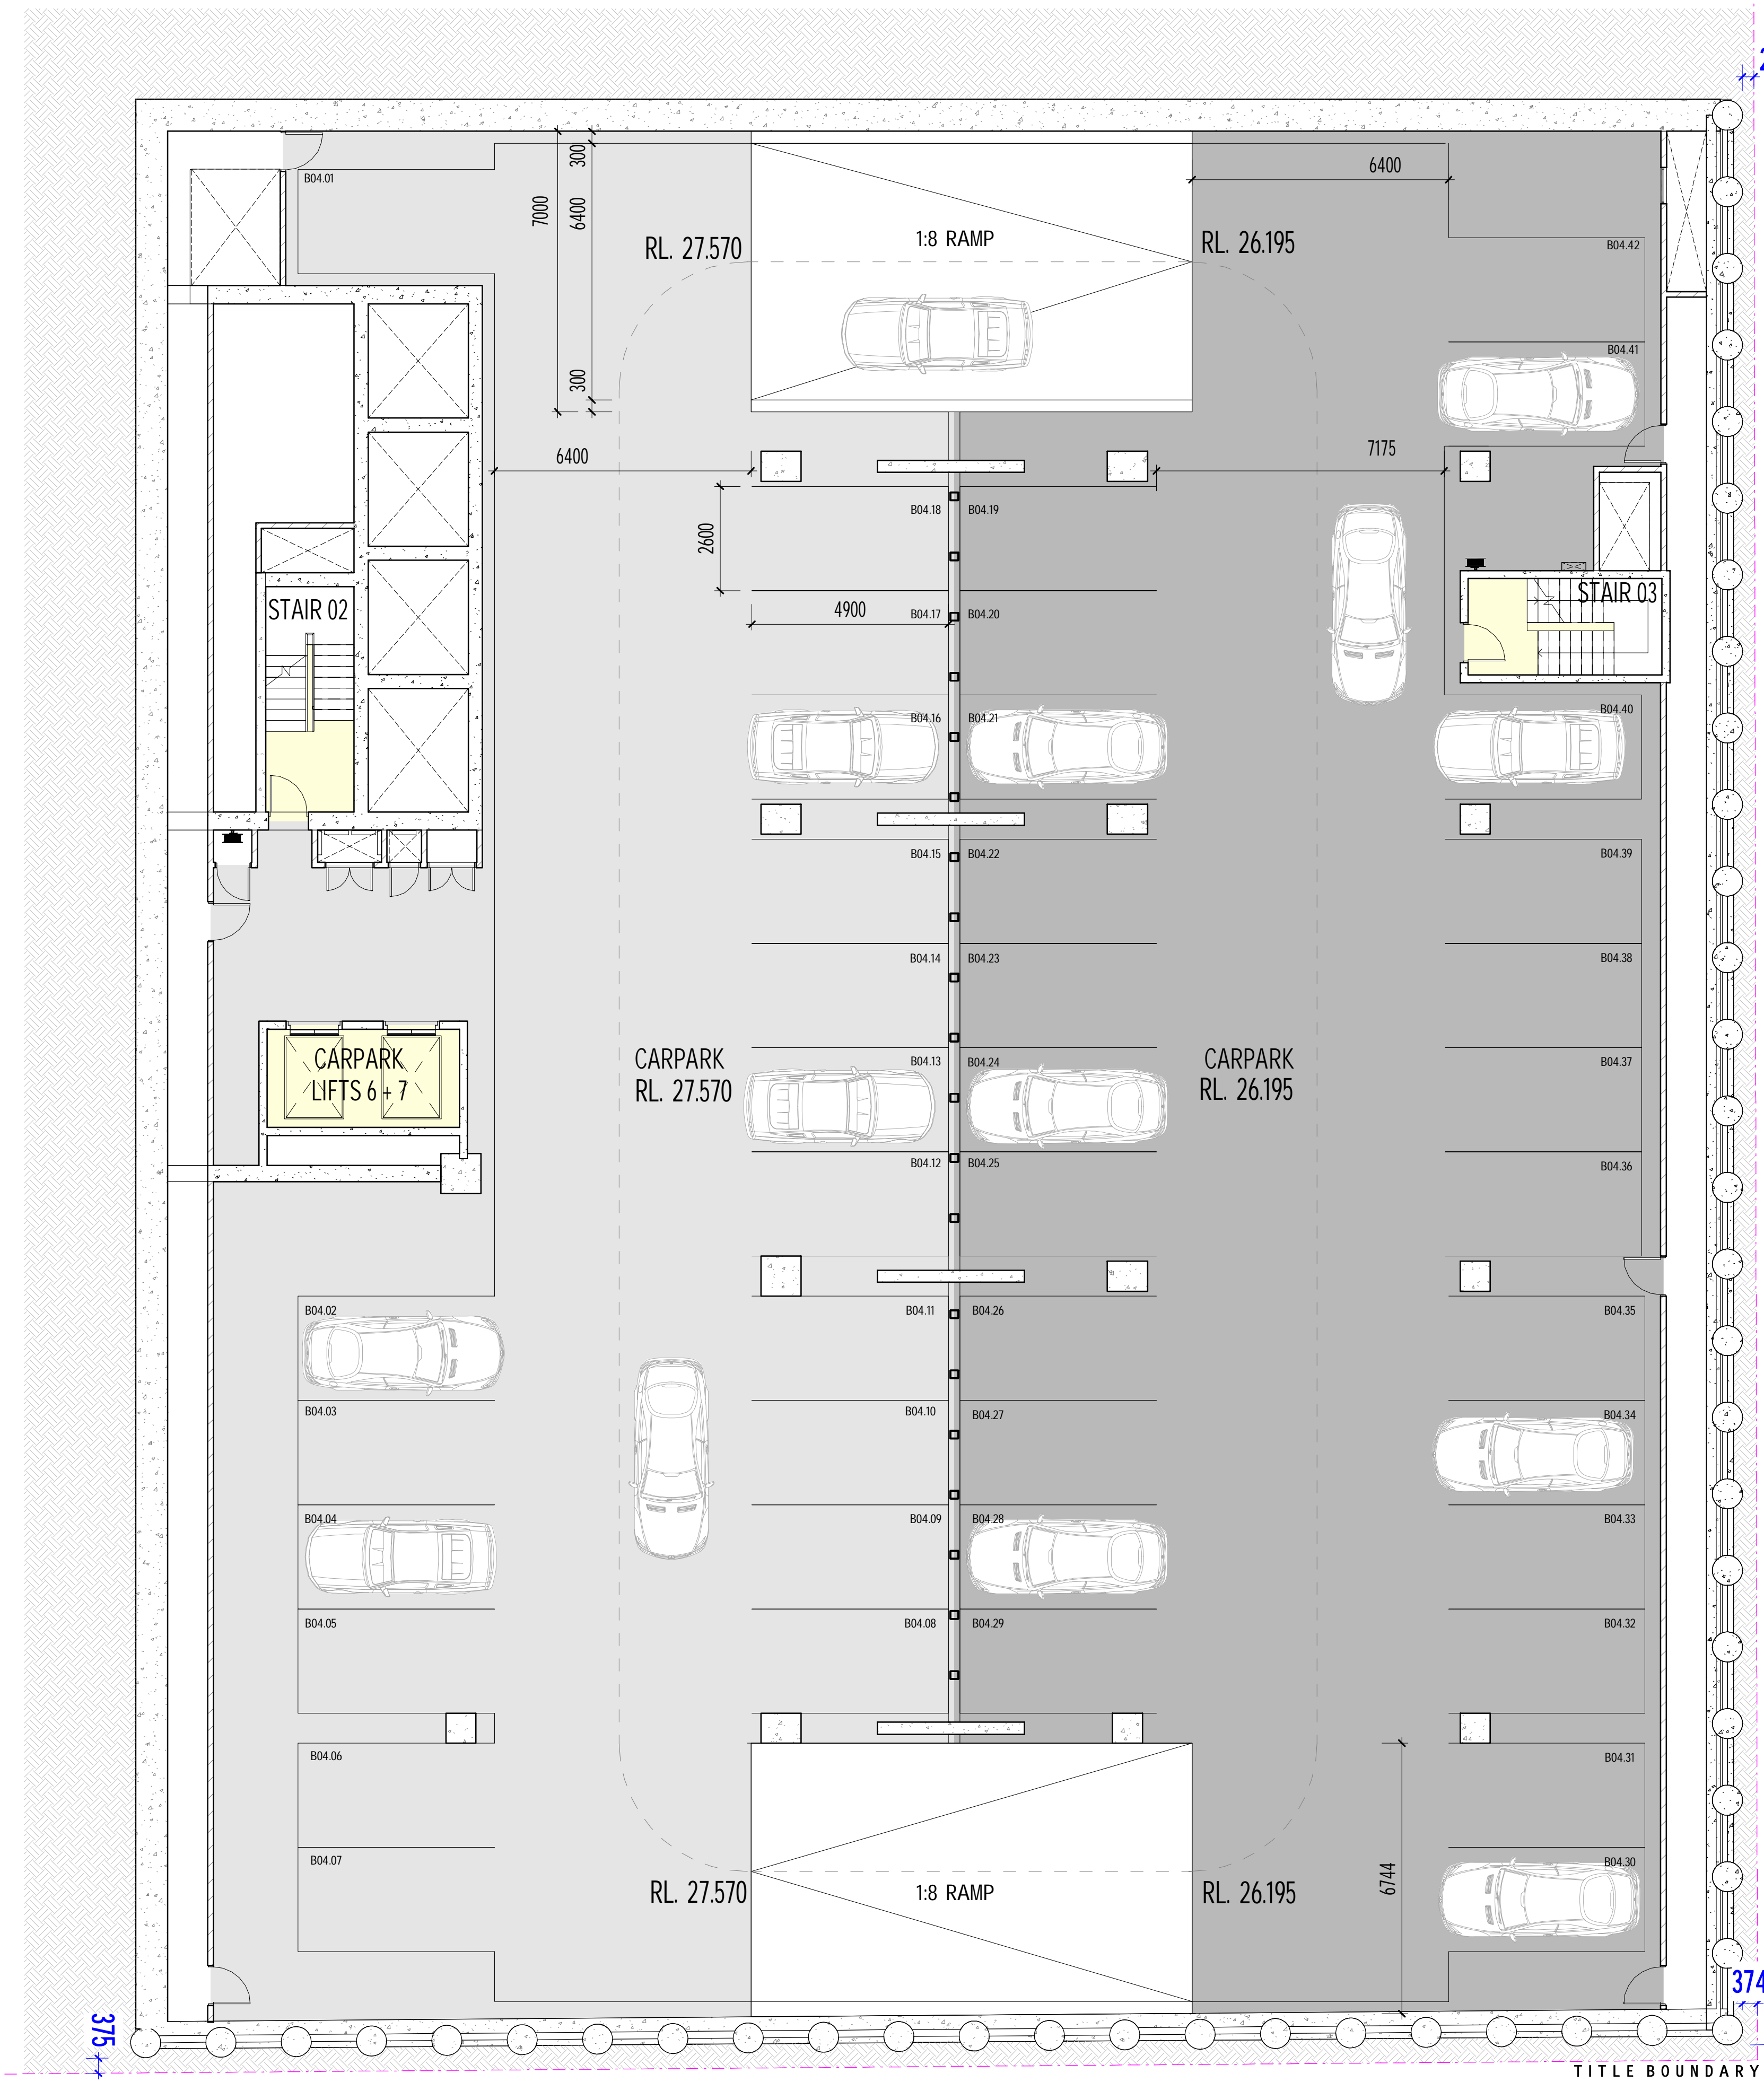 300
6400
B04.01
7000
6400
RL. 27.570
1:8 RAMP
RL. 26.195
B04.42
300
B04.41
6400
7175
B04.18
B04.19
2600
STAIR 02
STAIR 03
4900
B04.17
B04.20
B04.16
B04.21
B04.40
B04.15
B04.22
B04.39
B04.14
B04.23
B04.38
CARPARK
LIFTS 6 + 7
CARPARK
RL. 27.570
B04.13
B04.24
CARPARK
RL. 26.195
B04.37
B04.12
B04.25
B04.36
B04.02
B04.11
B04.26
B04.35
B04.03
B04.10
B04.27
B04.34
B04.04
B04.09
B04.28
B04.33
B04.05
B04.08
B04.29
B04.32
B04.06
B04.31
B04.07
B04.30
RL. 27.570
1:8 RAMP
RL. 26.195
6744
374
375
TITLE BOUNDARY